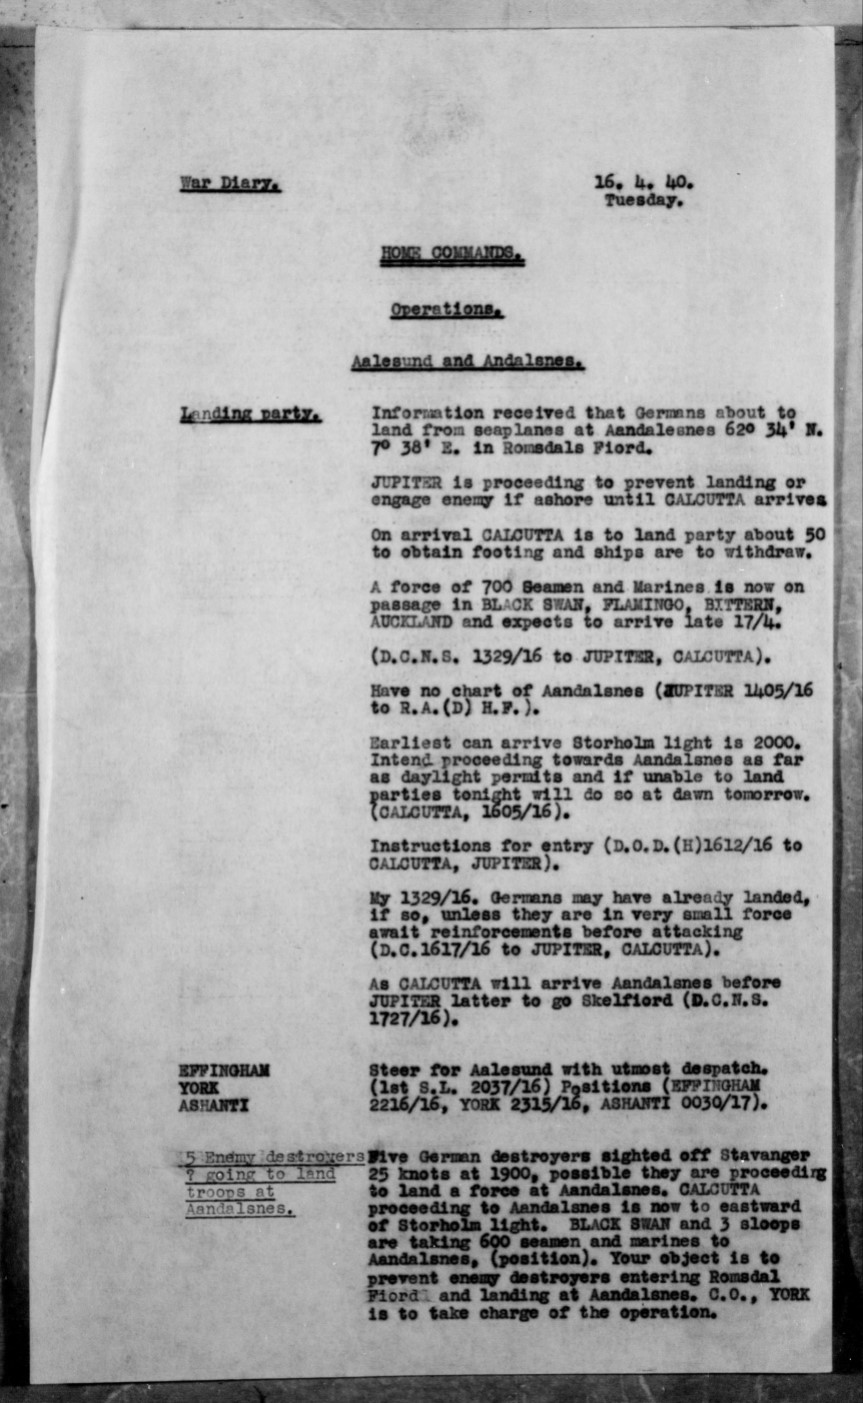 War Diary.
16. 4. 40.
Tuesday.
HOME COMMANDS.
Operations.
Aalesund and Andalsnes.
Landing party.
Information received that Germans about to
land from seaplanes at Aandalesnes 62° 34' N.
7° 38' E. in Romsdals Fiord.
JUPITER is proceeding to prevent landing or
engage enemy if ashore until CALCUTTA arrives
On arrival CALCUTTA is to land party about 50
to obtain footing and ships are to withdraw.
A force of 700 Seamen and Marines is now on
passage in BLACK SWAN, FLAMINGO, BITTERN,
AUCKLAND and expects to arrive late 17/4.
(D.C.N.S. 1329/16 to JUPITER, CALCUTTA).
Have no chart of Aandalsnes (JUPITER 1405/16
to R.A.(D) H.F.).
Earliest can arrive Storholm light is 2000.
Intend proceeding towards Aandalsnes as far
as daylight permits and if unable to land
parties tonight will do so at dawn tomorrow.
(CALCUTTA, 1605/16).
Instructions for entry (D.O.D.(H)1612/16 to
CALCUTTA, JUPITER).
My 1329/16. Germans may have already landed,
if so, unless they are in very small force
await reinforcements before attacking
(D.C.1617/16 to JUPITER, CALCUTTA).
As CALCUTTA will arrive Aandalsnes before
JUPITER latter to go Skelfiord (D.C.N.S.
1727/16).
EFFINGHAM
YORK
ASHANTI
Steer for Aalesund with utmost despatch.
(1st S.L. 2037/16) Positions (EFFINGHAM
2216/16, YORK 2315/16, ASHANTI 0030/17).
5 Enemy destroyers
? going to land
troops at
Aandalsnes.
Five German destroyers sighted off Stavanger
25 knots at 1900, possible they are proceeding
to land a force at Aandalsnes. CALCUTTA
proceeding to Aandalsnes is now to eastward
of Storholm light. BLACK SWAN and 3 sloops
are taking 600 seamen and marines to
Aandalsnes, (position). Your object is to
prevent enemy destroyers entering Romsdal
Fiord and landing at Aandalsnes. C.O., YORK
is to take charge of the operation.